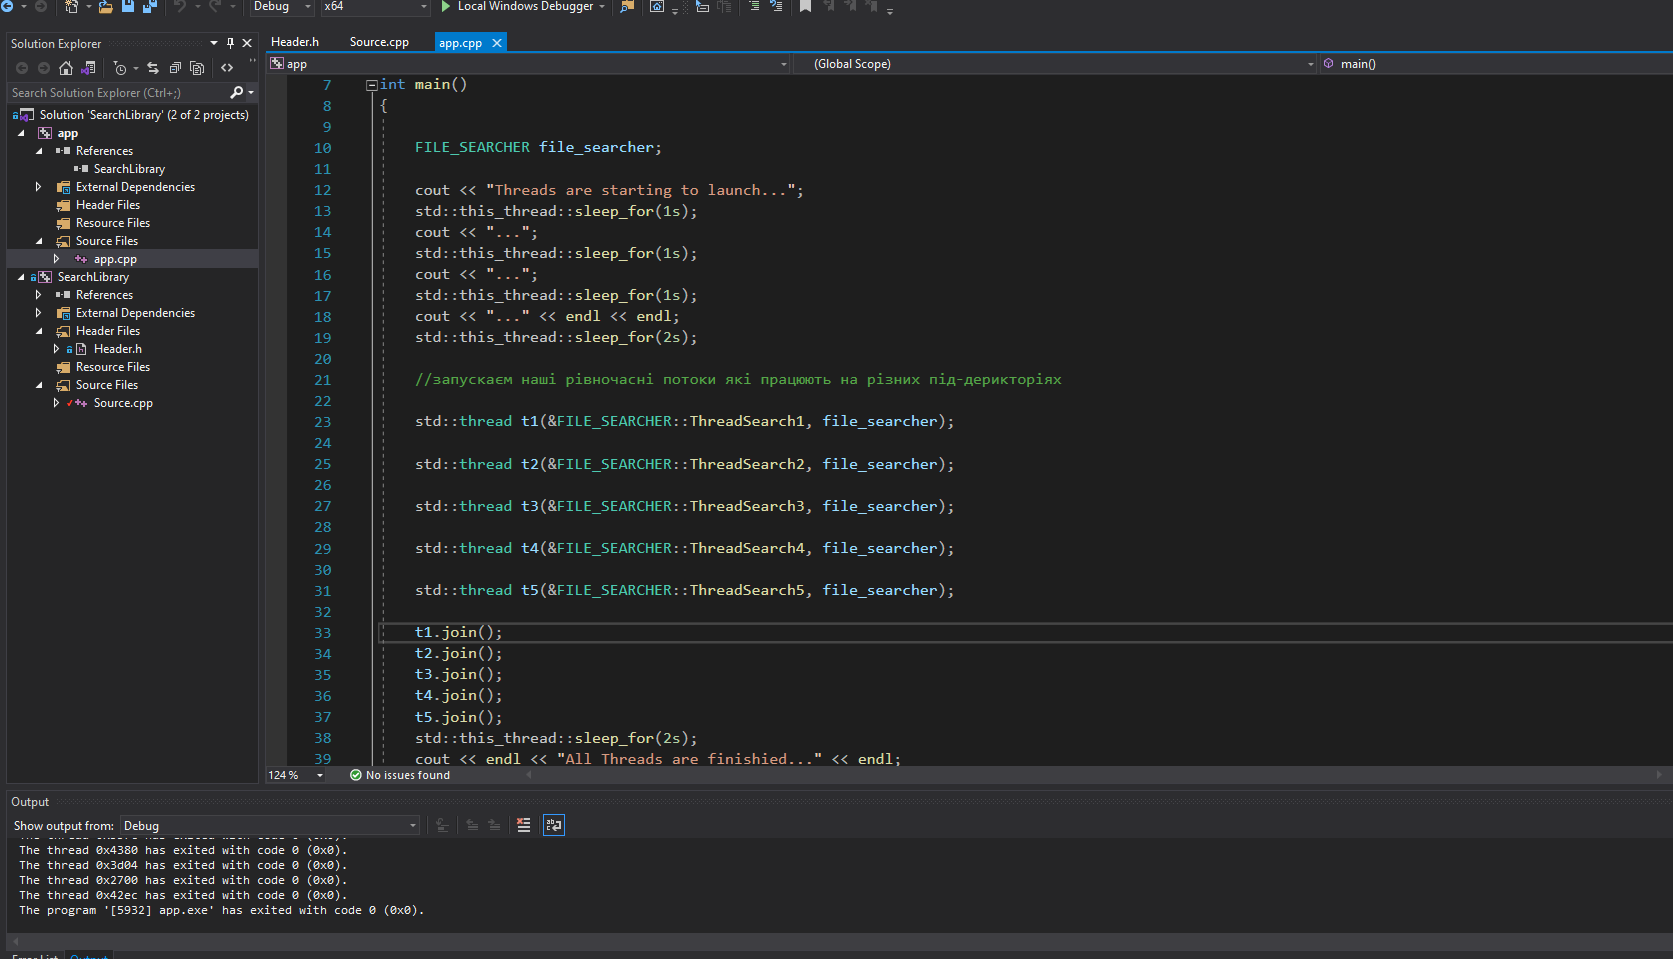 Debug x64 Local Windows Debugger
Solution Explorer
Search Solution Explorer (Ctrl+;)
Solution 'SearchLibrary' (2 of 2 projects)
app
References
SearchLibrary
External Dependencies
Header Files
Resource Files
Source Files
app.cpp
SearchLibrary
References
External Dependencies
Header Files
Header.h
Resource Files
Source Files
Source.cpp
Header.h Source.cpp app.cpp
app (Global Scope) main()
7 int main()
8 {
9
10 FILE_SEARCHER file_searcher;
11
12 cout << "Threads are starting to launch...";
13 std::this_thread::sleep_for(1s);
14 cout << "...";
15 std::this_thread::sleep_for(1s);
16 cout << "...";
17 std::this_thread::sleep_for(1s);
18 cout << "..." << endl << endl;
19 std::this_thread::sleep_for(2s);
20
21 //запускаєм наші рівночасні потоки які працюють на різних під-дерикторіях
22
23 std::thread t1(&FILE_SEARCHER::ThreadSearch1, file_searcher);
24
25 std::thread t2(&FILE_SEARCHER::ThreadSearch2, file_searcher);
26
27 std::thread t3(&FILE_SEARCHER::ThreadSearch3, file_searcher);
28
29 std::thread t4(&FILE_SEARCHER::ThreadSearch4, file_searcher);
30
31 std::thread t5(&FILE_SEARCHER::ThreadSearch5, file_searcher);
32
33 t1.join();
34 t2.join();
35 t3.join();
36 t4.join();
37 t5.join();
38 std::this_thread::sleep_for(2s);
39 cout << endl << "All Threads are finishied..." << endl;
124 % No issues found
Output
Show output from: Debug
The thread 0x4380 has exited with code 0 (0x0).
The thread 0x3d04 has exited with code 0 (0x0).
The thread 0x2700 has exited with code 0 (0x0).
The thread 0x42ec has exited with code 0 (0x0).
The program '[5932] app.exe' has exited with code 0 (0x0).
Error List Output